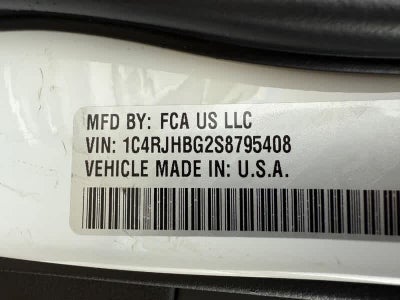 MFD BY: FCA US LLC
VIN: 1C4RJHBG2S8795408
VEHICLE MADE IN: U.S.A.